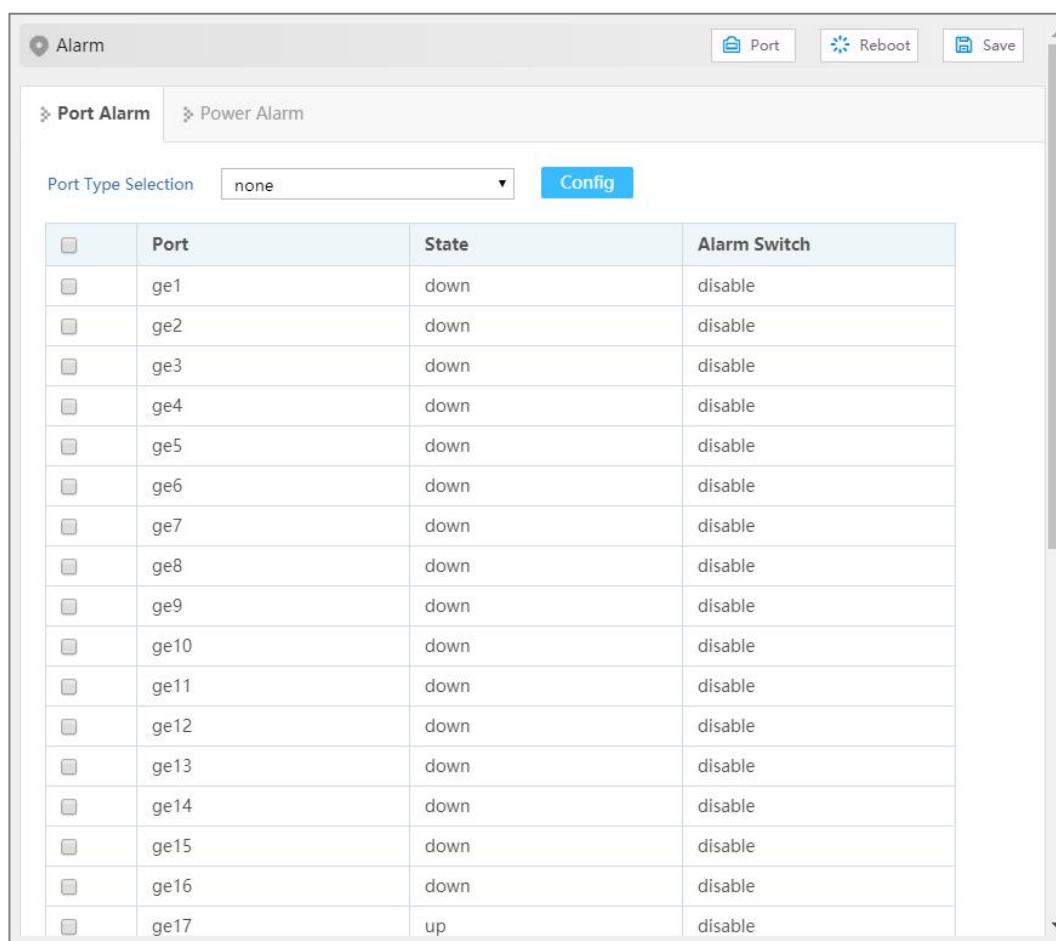 Alarm Port Reboot Save
Port Alarm Power Alarm
Port Type Selection none Config
Port State Alarm Switch
ge1 down disable
ge2 down disable
ge3 down disable
ge4 down disable
ge5 down disable
ge6 down disable
ge7 down disable
ge8 down disable
ge9 down disable
ge10 down disable
ge11 down disable
ge12 down disable
ge13 down disable
ge14 down disable
ge15 down disable
ge16 down disable
ge17 up disable